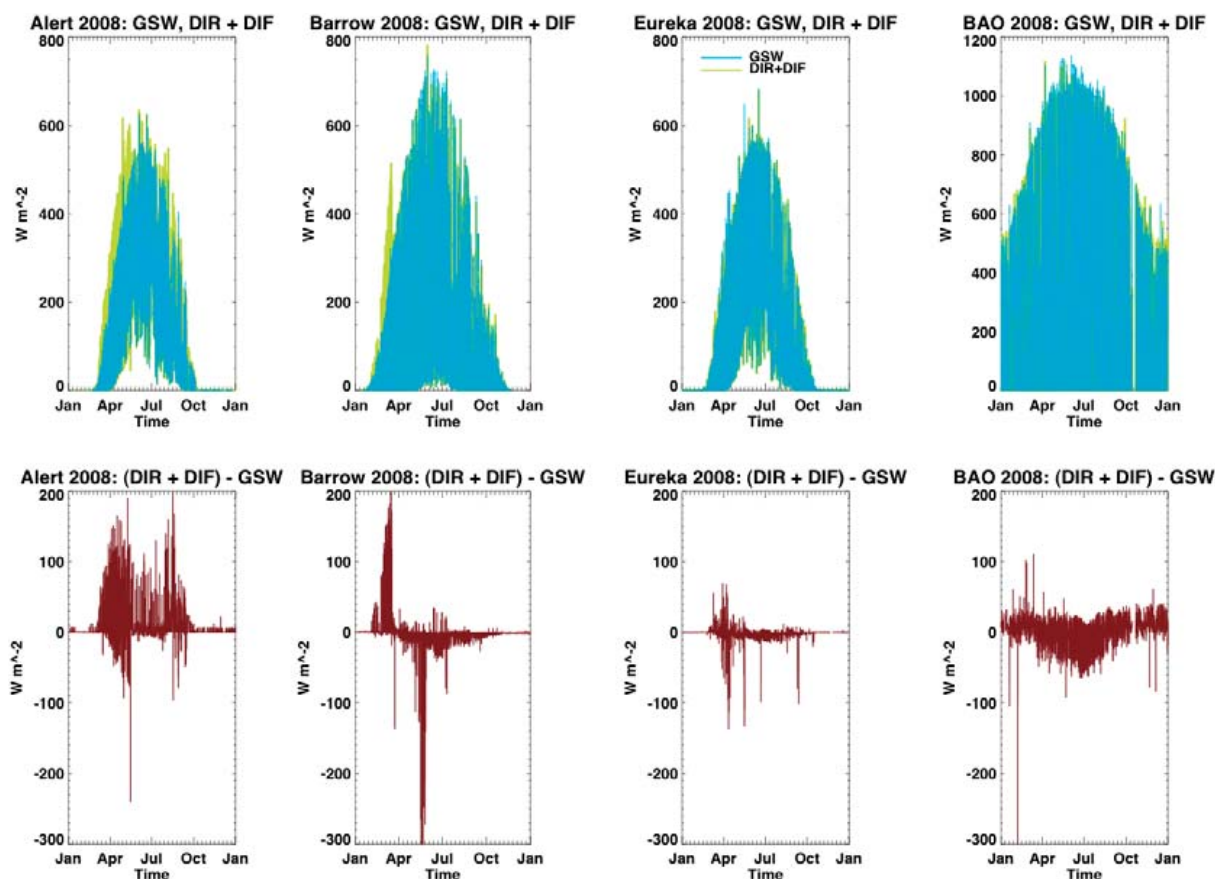 Alert 2008: GSW, DIR + DIF
Barrow 2008: GSW, DIR + DIF
Eureka 2008: GSW, DIR + DIF
BAO 2008: GSW, DIR + DIF
800
600
400
200
0
W m^-2
Jan Apr Jul Oct Jan
Time
800
600
400
200
0
W m^-2
Jan Apr Jul Oct Jan
Time
800
600
400
200
0
W m^-2
GSW
DIR+DIF
Jan Apr Jul Oct Jan
Time
1200
1000
800
600
400
200
0
W m^-2
Jan Apr Jul Oct Jan
Time
Alert 2008: (DIR + DIF) - GSW
Barrow 2008: (DIR + DIF) - GSW
Eureka 2008: (DIR + DIF) - GSW
BAO 2008: (DIR + DIF) - GSW
200
100
0
-100
-200
-300
W m^-2
Jan Apr Jul Oct Jan
Time
200
100
0
-100
-200
-300
W m^-2
Jan Apr Jul Oct Jan
Time
200
100
0
-100
-200
-300
W m^-2
Jan Apr Jul Oct Jan
Time
200
100
0
-100
-200
-300
W m^-2
Jan Apr Jul Oct Jan
Time